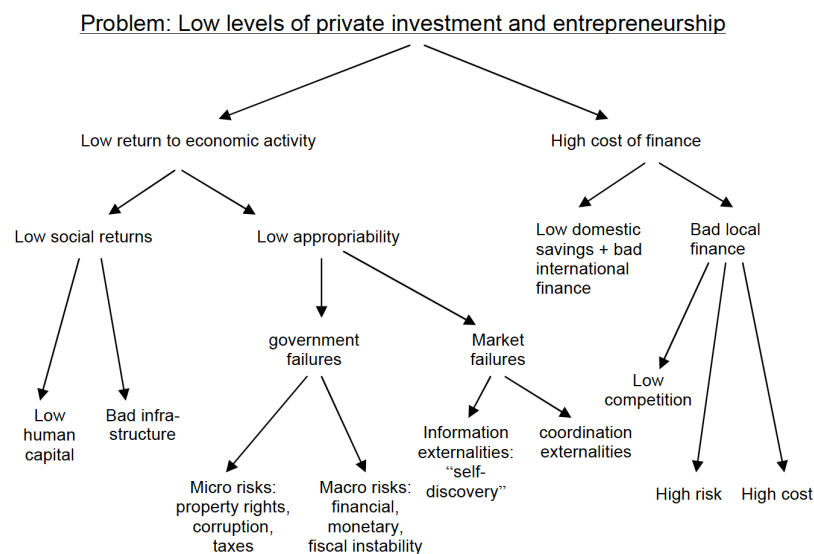 Problem: Low levels of private investment and entrepreneurship
Low return to economic activity
High cost of finance
Low social returns
Low appropriability
Low domestic
savings + bad
international
finance
Bad local
finance
government
failures
Market
failures
Low
human
capital
Bad infra-
structure
Low
competition
Information
externalities:
“self-
discovery”
coordination
externalities
Micro risks:
property rights,
corruption,
taxes
Macro risks:
financial,
monetary,
fiscal instability
High risk
High cost